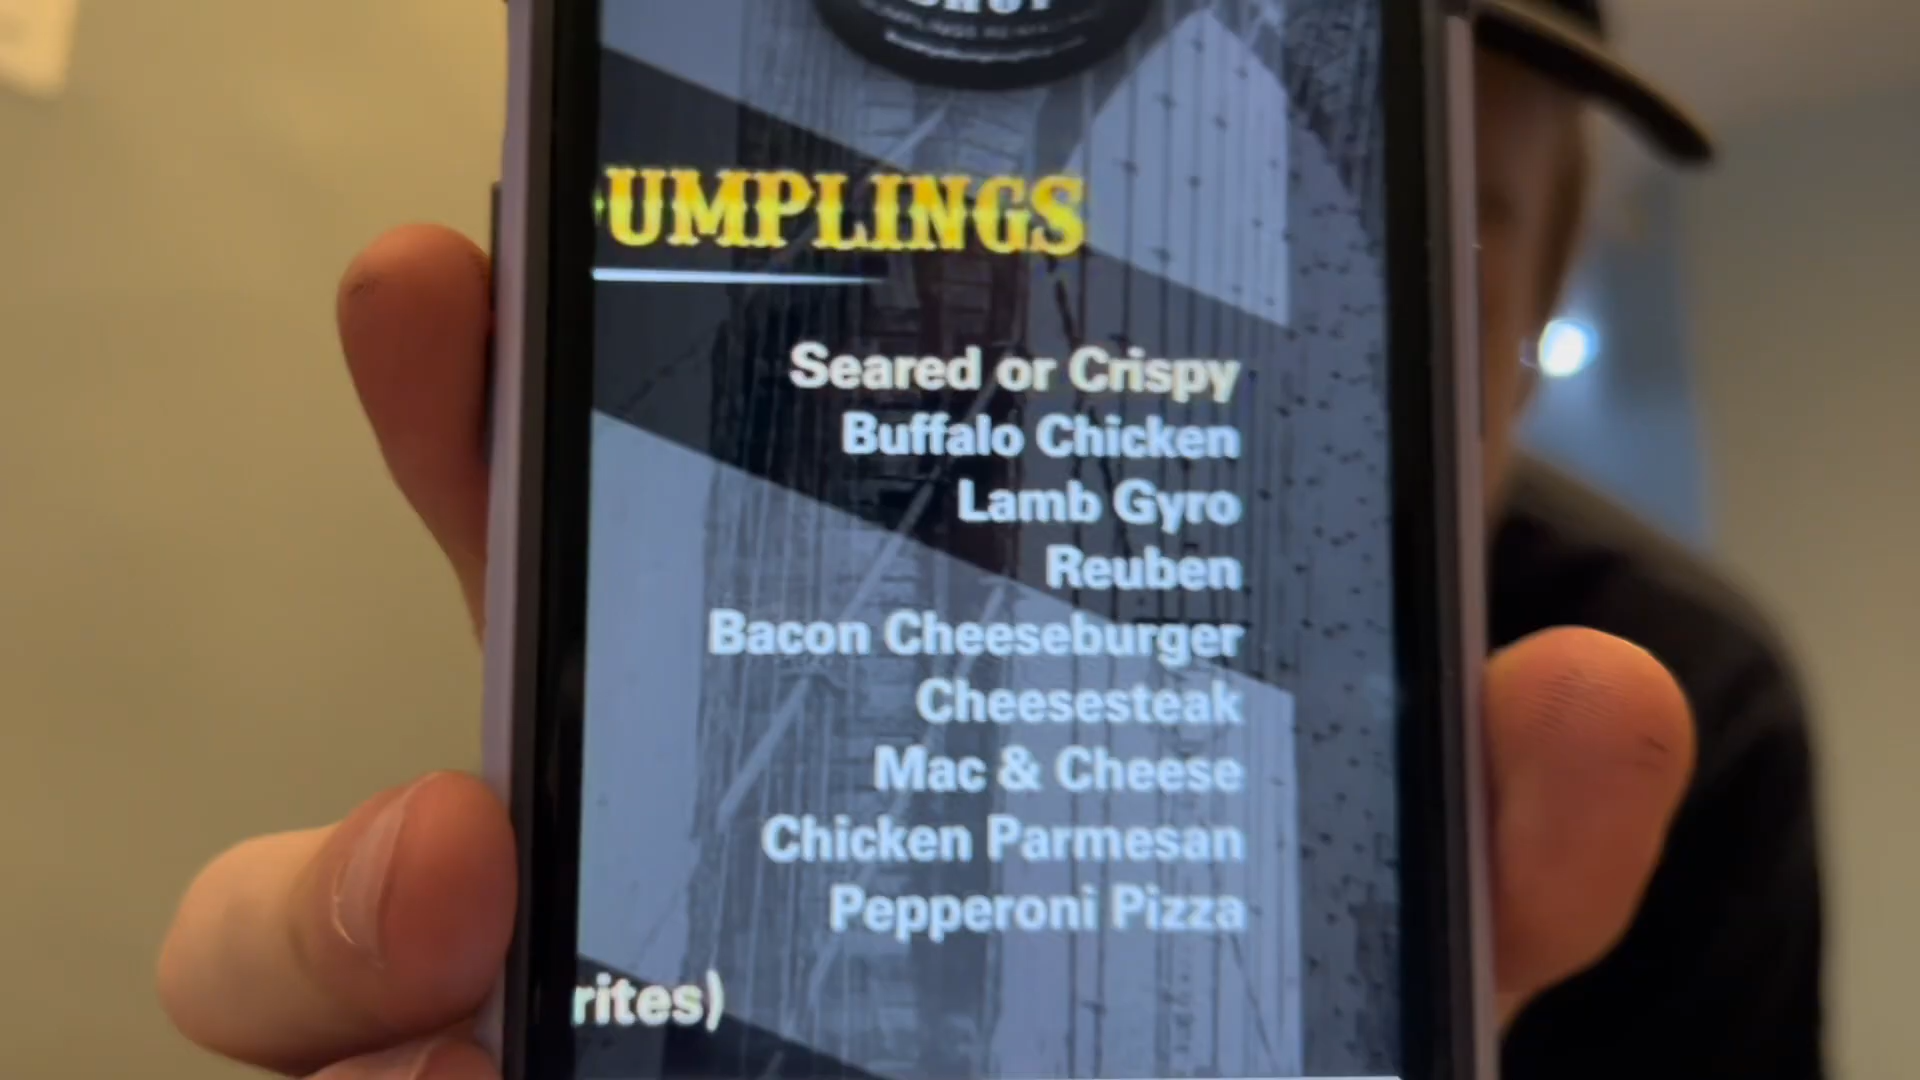 UMPLINGS
Seared or Crispy
Buffalo Chicken
Lamb Gyro
Reuben
Bacon Cheeseburger
Cheesesteak
Mac & Cheese
Chicken Parmesan
Pepperoni Pizza
rites)